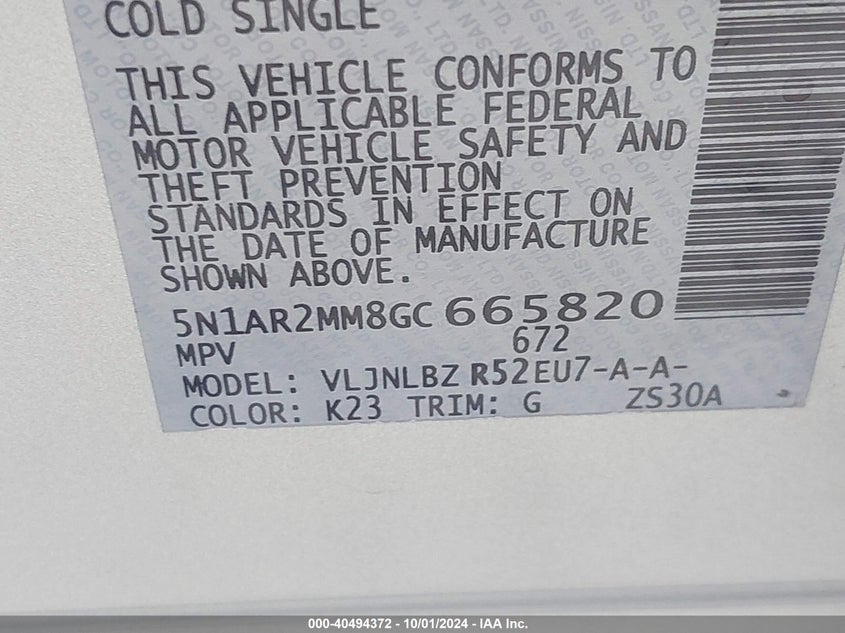 COLD SINGLE
THIS VEHICLE CONFORMS TO
ALL APPLICABLE FEDERAL
MOTOR VEHICLE SAFETY AND
THEFT PREVENTION
STANDARDS IN EFFECT ON
THE DATE OF MANUFACTURE
SHOWN ABOVE.
5N1AR2MM8GC 665820
MPV 672
MODEL: VLJNLBZ R52EU7-A-A-
COLOR: K23 TRIM: G ZS30A
000-40494372 - 10/01/2024 - IAA Inc.